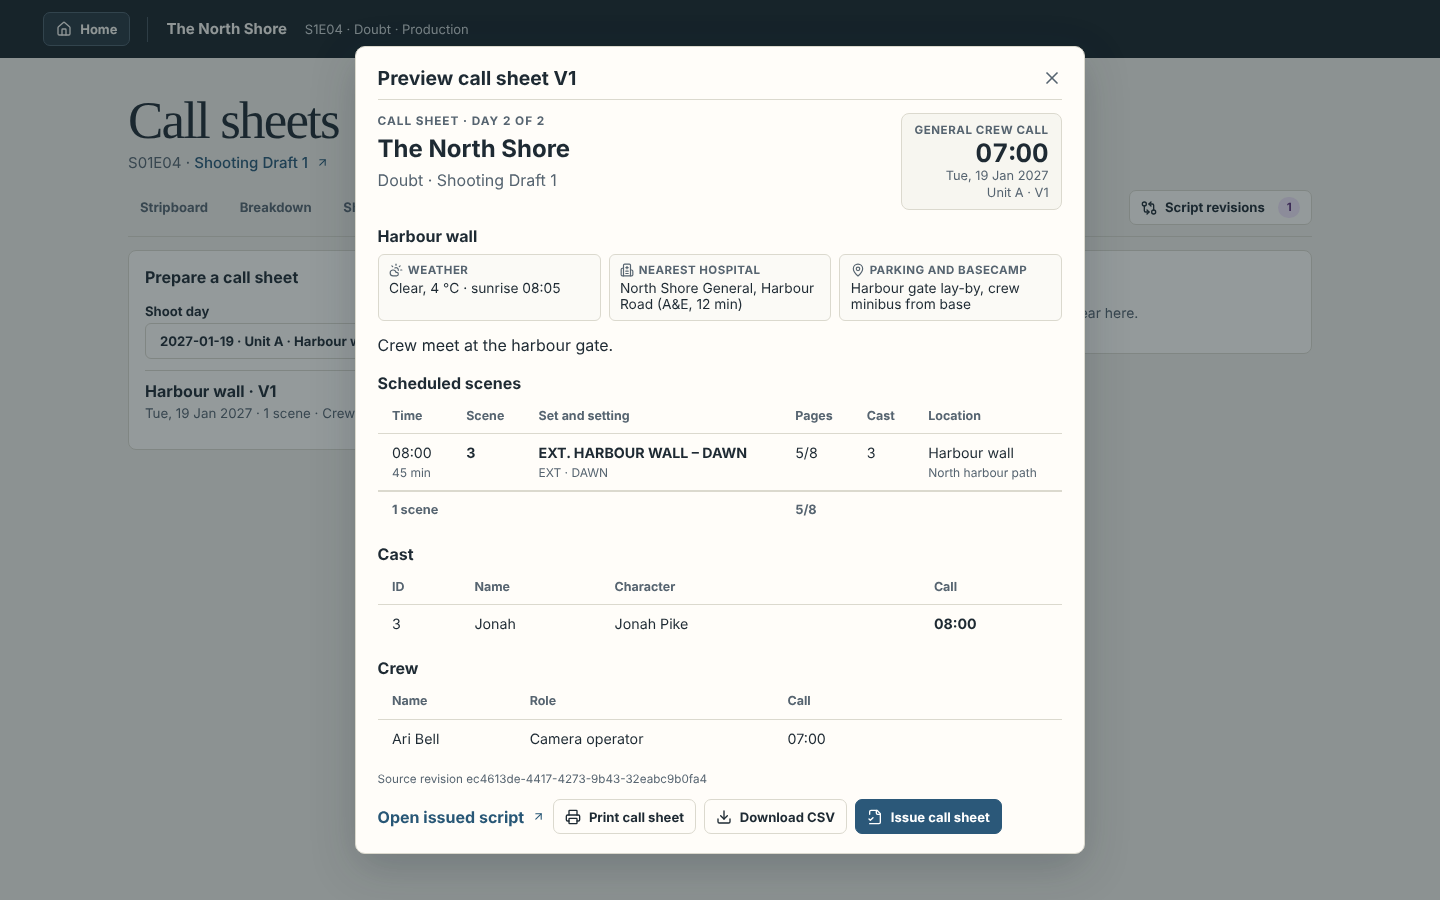 Home
The North Shore
S1E04 · Doubt · Production
Call sheets
S01E04 · Shooting Draft 1
Stripboard
Breakdown
Script revisions
1
Prepare a call sheet
Shoot day
2027-01-19 · Unit A · Harbour
Harbour wall · V1
Tue, 19 Jan 2027 · 1 scene · Crew
here.
Preview call sheet V1
CALL SHEET · DAY 2 OF 2
The North Shore
Doubt · Shooting Draft 1
GENERAL CREW CALL
07:00
Tue, 19 Jan 2027
Unit A · V1
Harbour wall
WEATHER
Clear, 4 °C · sunrise 08:05
NEAREST HOSPITAL
North Shore General, Harbour
Road (A&E, 12 min)
PARKING AND BASECAMP
Harbour gate lay-by, crew
minibus from base
Crew meet at the harbour gate.
Scheduled scenes
Time Scene Set and setting Pages Cast Location
08:00 3 EXT. HARBOUR WALL – DAWN 5/8 3 Harbour wall
45 min EXT · DAWN North harbour path
1 scene 5/8
Cast
ID Name Character Call
3 Jonah Jonah Pike 08:00
Crew
Name Role Call
Ari Bell Camera operator 07:00
Source revision ec4613de-4417-4273-9b43-32eabc9b0fa4
Open issued script
Print call sheet
Download CSV
Issue call sheet